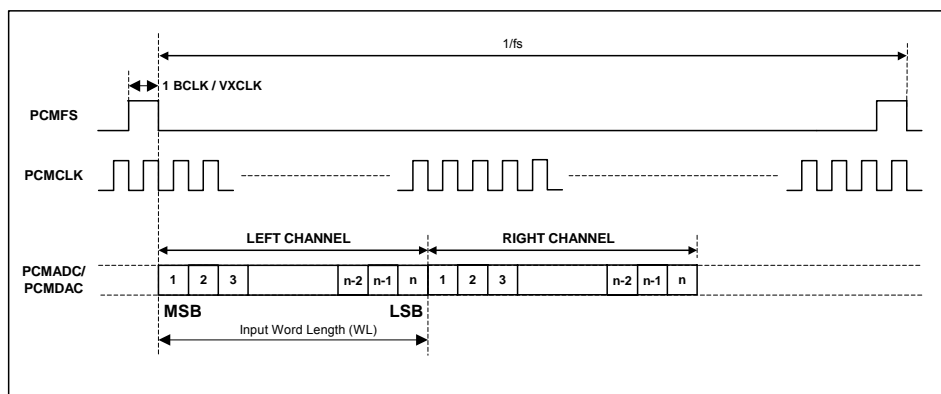 1/fs
1 BCLK / VXCLK
PCMFS
PCMCLK
LEFT CHANNEL RIGHT CHANNEL
PCMADC/
PCMDAC
1 2 3 n-2 n-1 n 1 2 3 n-2 n-1 n
MSB LSB
Input Word Length (WL)